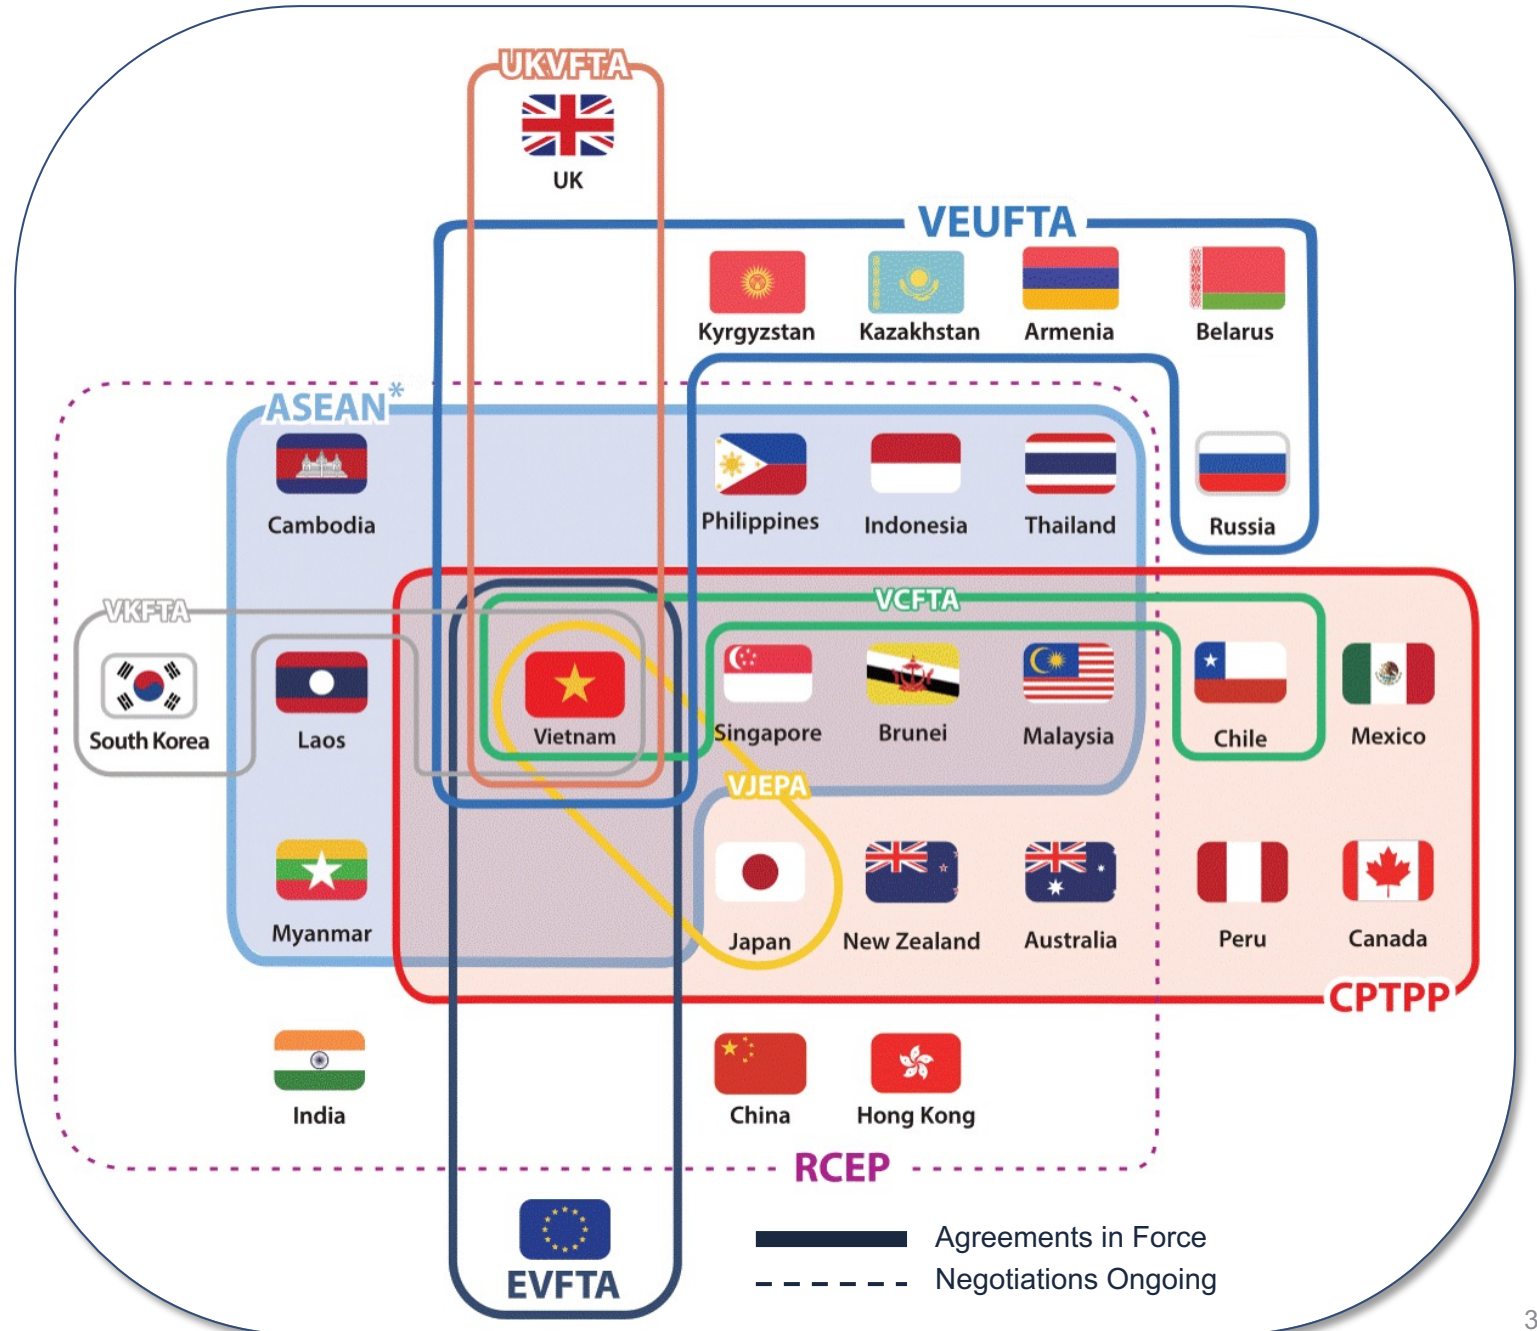 UKVFTA
UK
VEUFTA
Kyrgyzstan
Kazakhstan
Armenia
Belarus
ASEAN*
Cambodia
Philippines
Indonesia
Thailand
Russia
VKFTA
VCFTA
South Korea
Laos
Vietnam
Singapore
Brunei
Malaysia
Chile
Mexico
VJEPA
Myanmar
Japan
New Zealand
Australia
Peru
Canada
CPTPP
India
China
Hong Kong
RCEP
EVFTA
Agreements in Force
Negotiations Ongoing
3